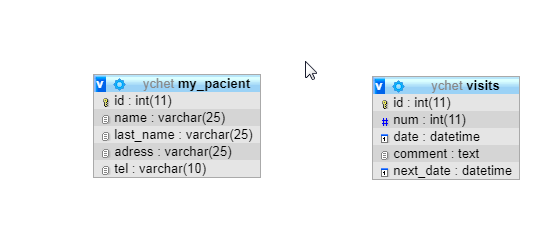 ychet my_pacient
id : int(11)
name : varchar(25)
last_name : varchar(25)
adress : varchar(25)
tel : varchar(10)
ychet visits
id : int(11)
num : int(11)
date : datetime
comment : text
next_date : datetime